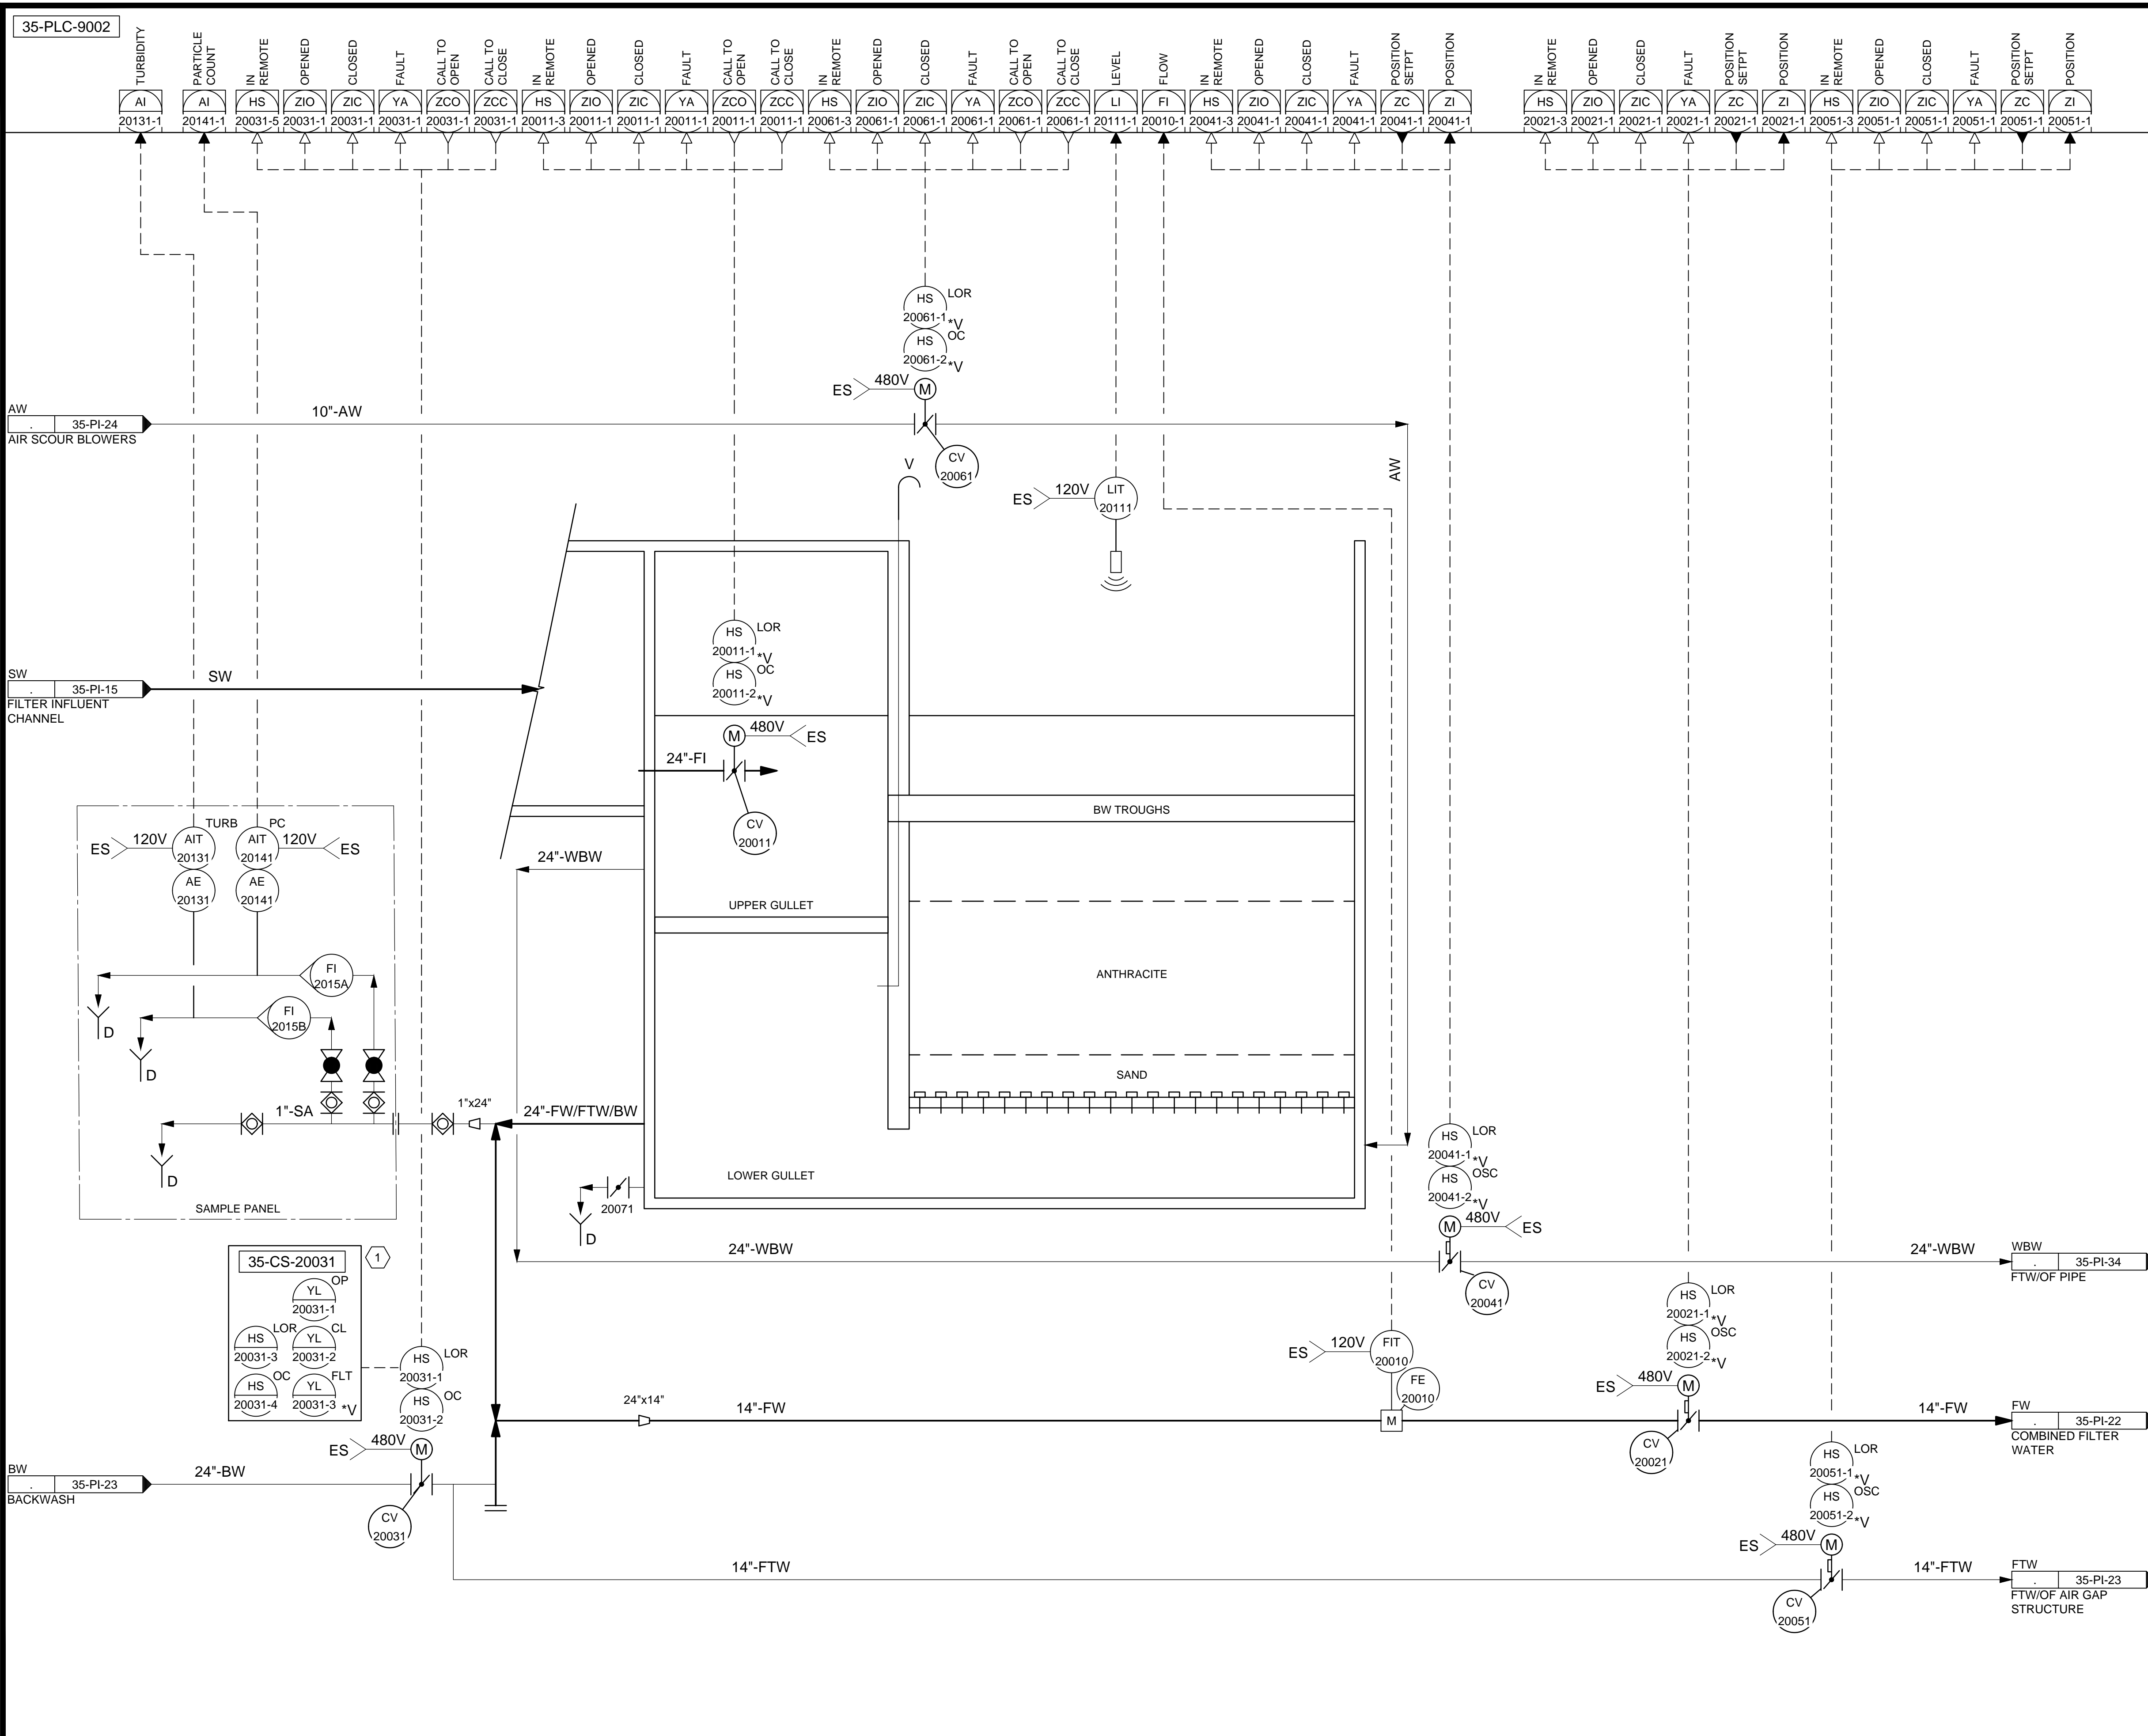 35-PLC-9002
TURBIDITY
PARTICLE
COUNT
IN
REMOTE
OPENED
CLOSED
FAULT
CALL TO
OPEN
CALL TO
CLOSE
IN
REMOTE
OPENED
CLOSED
FAULT
CALL TO
OPEN
CALL TO
CLOSE
IN
REMOTE
OPENED
CLOSED
FAULT
CALL TO
OPEN
CALL TO
CLOSE
LEVEL
FLOW
IN
REMOTE
OPENED
CLOSED
FAULT
POSITION
SETPT
POSITION
IN
REMOTE
OPENED
CLOSED
FAULT
POSITION
SETPT
POSITION
IN
REMOTE
OPENED
CLOSED
FAULT
POSITION
SETPT
POSITION
AI AI HS ZIO ZIC YA ZCO ZCC HS ZIO ZIC YA ZCO ZCC HS ZIO ZIC YA ZCO ZCC LI FI HS ZIO ZIC YA ZC ZI HS ZIO ZIC YA ZC ZI HS ZIO ZIC YA ZC ZI
20131-1 20141-1 20031-5 20031-1 20031-1 20031-1 20031-1 20031-1 20011-3 20011-1 20011-1 20011-1 20011-1 20011-1 20061-3 20061-1 20061-1 20061-1 20061-1 20061-1 20111-1 20010-1 20041-3 20041-1 20041-1 20041-1 20041-1 20041-1 20021-3 20021-1 20021-1 20021-1 20021-1 20021-1 20051-3 20051-1 20051-1 20051-1 20051-1 20051-1
HS LOR
20061-1 *V
HS OC
20061-2 *V
ES 480V M
AW
. 35-PI-24
AIR SCOUR BLOWERS
10"-AW
CV
20061
V
AW
ES 120V LIT
20111
HS LOR
20011-1 *V
HS OC
20011-2 *V
SW
. 35-PI-15
FILTER INFLUENT
CHANNEL
SW
M 480V ES
24"-FI
CV
20011
BW TROUGHS
TURB PC
ES 120V AIT AIT 120V ES
20131 20141
AE AE
20131 20141
24"-WBW
UPPER GULLET
FI
2015A
FI
2015B
ANTHRACITE
D
D
SAND
1"-SA
1"x24"
24"-FW/FTW/BW
D
SAMPLE PANEL
LOWER GULLET
20071
D
HS LOR
20041-1 *V
HS OSC
20041-2 *V
M 480V ES
24"-WBW
24"-WBW
CV
20041
WBW
. 35-PI-34
FTW/OF PIPE
35-CS-20031
1
YL OP
20031-1
HS LOR YL CL
20031-3 20031-2
HS OC YL FLT
20031-4 20031-3 *V
HS LOR
20031-1
HS OC
20031-2
ES 480V M
ES 120V FIT
20010
FE
20010
M
HS LOR
20021-1 *V
HS OSC
20021-2 *V
ES 480V M
24"x14"
14"-FW
14"-FW
CV
20021
FW
. 35-PI-22
COMBINED FILTER
WATER
BW
. 35-PI-23
BACKWASH
24"-BW
CV
20031
HS LOR
20051-1 *V
HS OSC
20051-2 *V
ES 480V M
14"-FTW
14"-FTW
CV
20051
FTW
. 35-PI-23
FTW/OF AIR GAP
STRUCTURE